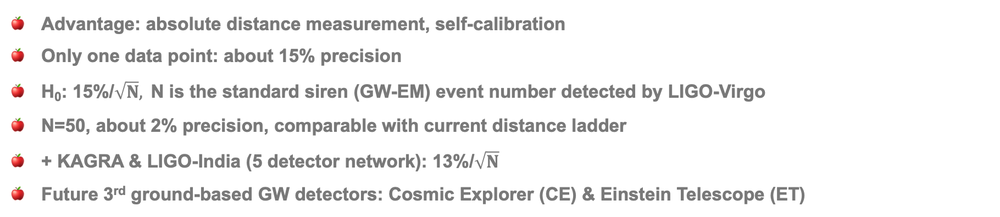 Advantage: absolute distance measurement, self-calibration
Only one data point: about 15% precision
H₀: 15%/√N, N is the standard siren (GW-EM) event number detected by LIGO-Virgo
N=50, about 2% precision, comparable with current distance ladder
+ KAGRA & LIGO-India (5 detector network): 13%/√N
Future 3ʳᵈ ground-based GW detectors: Cosmic Explorer (CE) & Einstein Telescope (ET)